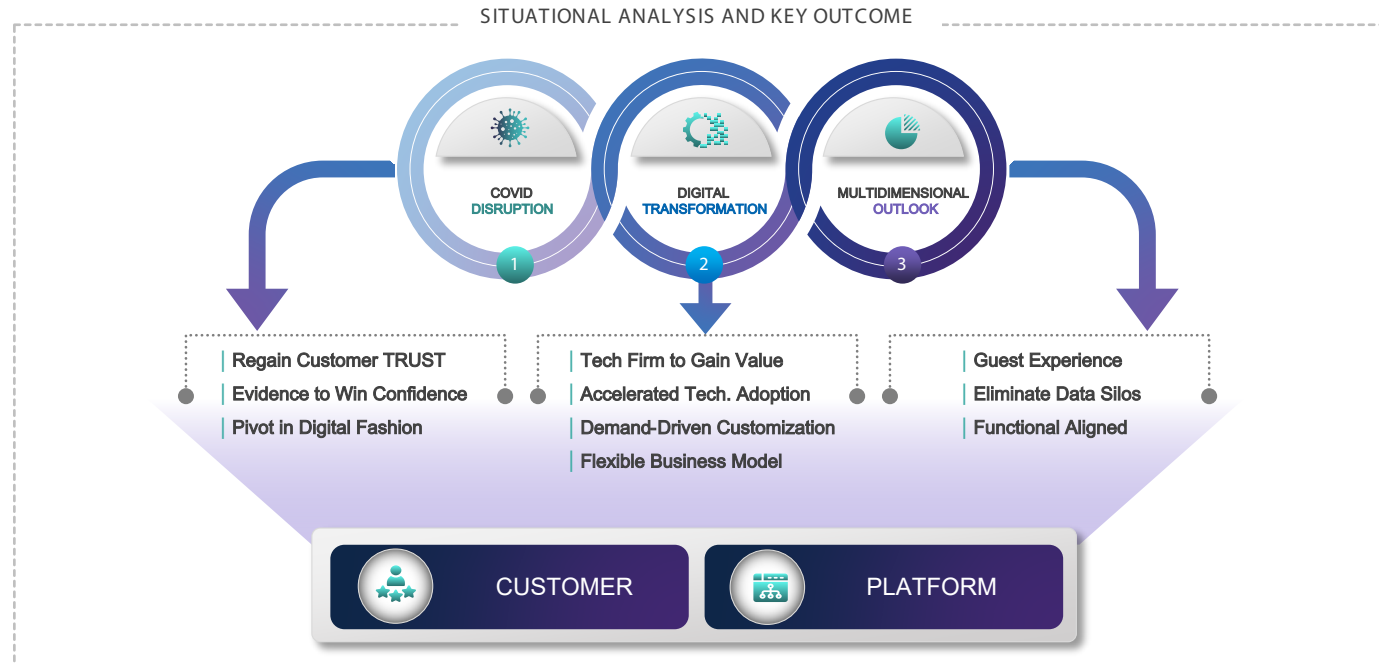 SITUATIONAL ANALYSIS AND KEY OUTCOME
COVID
DISRUPTION
1
DIGITAL
TRANSFORMATION
2
MULTIDIMENSIONAL
OUTLOOK
3
Regain Customer TRUST
Evidence to Win Confidence
Pivot in Digital Fashion
Tech Firm to Gain Value
Accelerated Tech. Adoption
Demand-Driven Customization
Flexible Business Model
Guest Experience
Eliminate Data Silos
Functional Aligned
CUSTOMER
PLATFORM